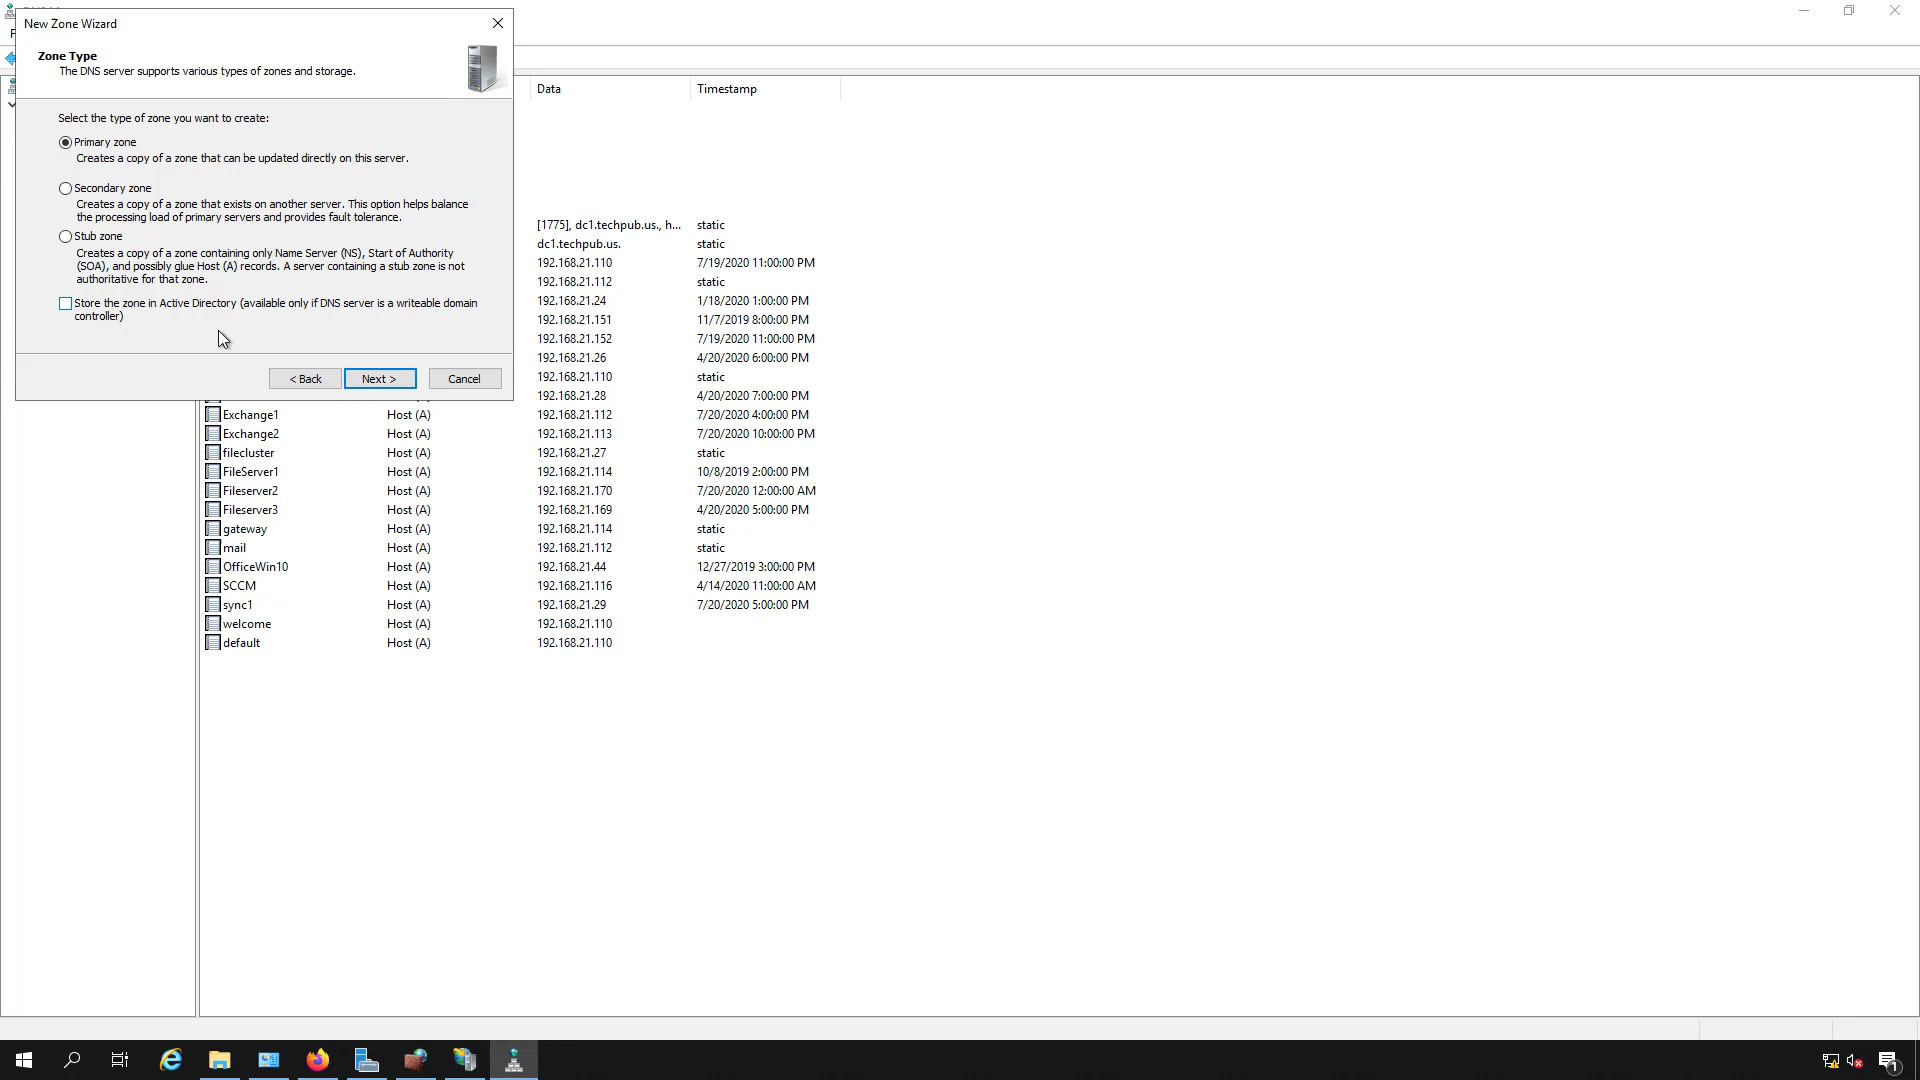 New Zone Wizard
Zone Type
The DNS server supports various types of zones and storage.
Select the type of zone you want to create:
Primary zone
Creates a copy of a zone that can be updated directly on this server.
Secondary zone
Creates a copy of a zone that exists on another server. This option helps balance
the processing load of primary servers and provides fault tolerance.
Stub zone
Creates a copy of a zone containing only Name Server (NS), Start of Authority
(SOA), and possibly glue Host (A) records. A server containing a stub zone is not
authoritative for that zone.
Store the zone in Active Directory (available only if DNS server is a writeable domain
controller)
< Back Next > Cancel
Data Timestamp
[1775], dc1.techpub.us., h... static
dc1.techpub.us. static
192.168.21.110 7/19/2020 11:00:00 PM
192.168.21.112 static
192.168.21.24 1/18/2020 1:00:00 PM
192.168.21.151 11/7/2019 8:00:00 PM
192.168.21.152 7/19/2020 11:00:00 PM
192.168.21.26 4/20/2020 6:00:00 PM
192.168.21.110 static
192.168.21.28 4/20/2020 7:00:00 PM
Exchange1 Host (A) 192.168.21.112 7/20/2020 4:00:00 PM
Exchange2 Host (A) 192.168.21.113 7/20/2020 10:00:00 PM
filecluster Host (A) 192.168.21.27 static
FileServer1 Host (A) 192.168.21.114 10/8/2019 2:00:00 PM
Fileserver2 Host (A) 192.168.21.170 7/20/2020 12:00:00 AM
Fileserver3 Host (A) 192.168.21.169 4/20/2020 5:00:00 PM
gateway Host (A) 192.168.21.114 static
mail Host (A) 192.168.21.112 static
OfficeWin10 Host (A) 192.168.21.44 12/27/2019 3:00:00 PM
SCCM Host (A) 192.168.21.116 4/14/2020 11:00:00 AM
sync1 Host (A) 192.168.21.29 7/20/2020 5:00:00 PM
welcome Host (A) 192.168.21.110
default Host (A) 192.168.21.110
1